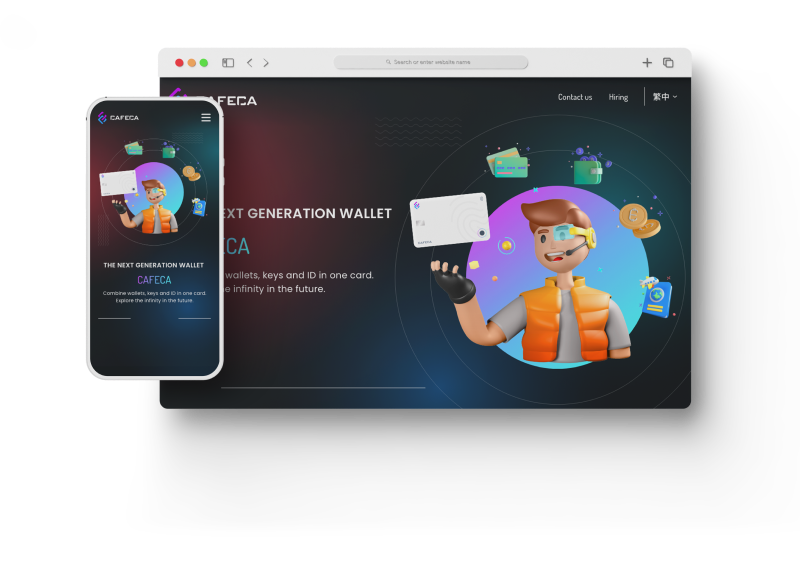 Search or enter website name
CAFECA
Contact us
Hiring
繁中
EXT GENERATION WALLET
ECA
wallets, keys and ID in one card.
e infinity in the future.
CAFECA
THE NEXT GENERATION WALLET
CAFECA
Combine wallets, keys and ID in one card.
Explore the infinity in the future.